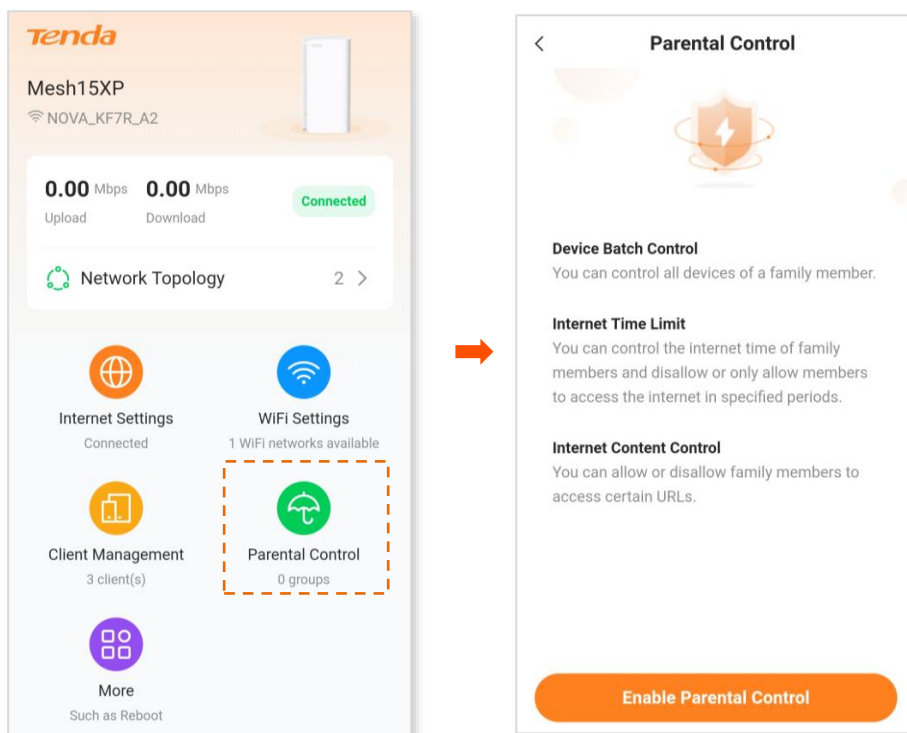 Tenda
Mesh15XP
NOVA_KF7R_A2
0.00 Mbps 0.00 Mbps
Upload Download
Connected
Network Topology 2
Internet Settings
Connected
WiFi Settings
1 WiFi networks available
Client Management
3 client(s)
Parental Control
0 groups
More
Such as Reboot
Parental Control
Device Batch Control
You can control all devices of a family member.
Internet Time Limit
You can control the internet time of family
members and disallow or only allow members
to access the internet in specified periods.
Internet Content Control
You can allow or disallow family members to
access certain URLs.
Enable Parental Control